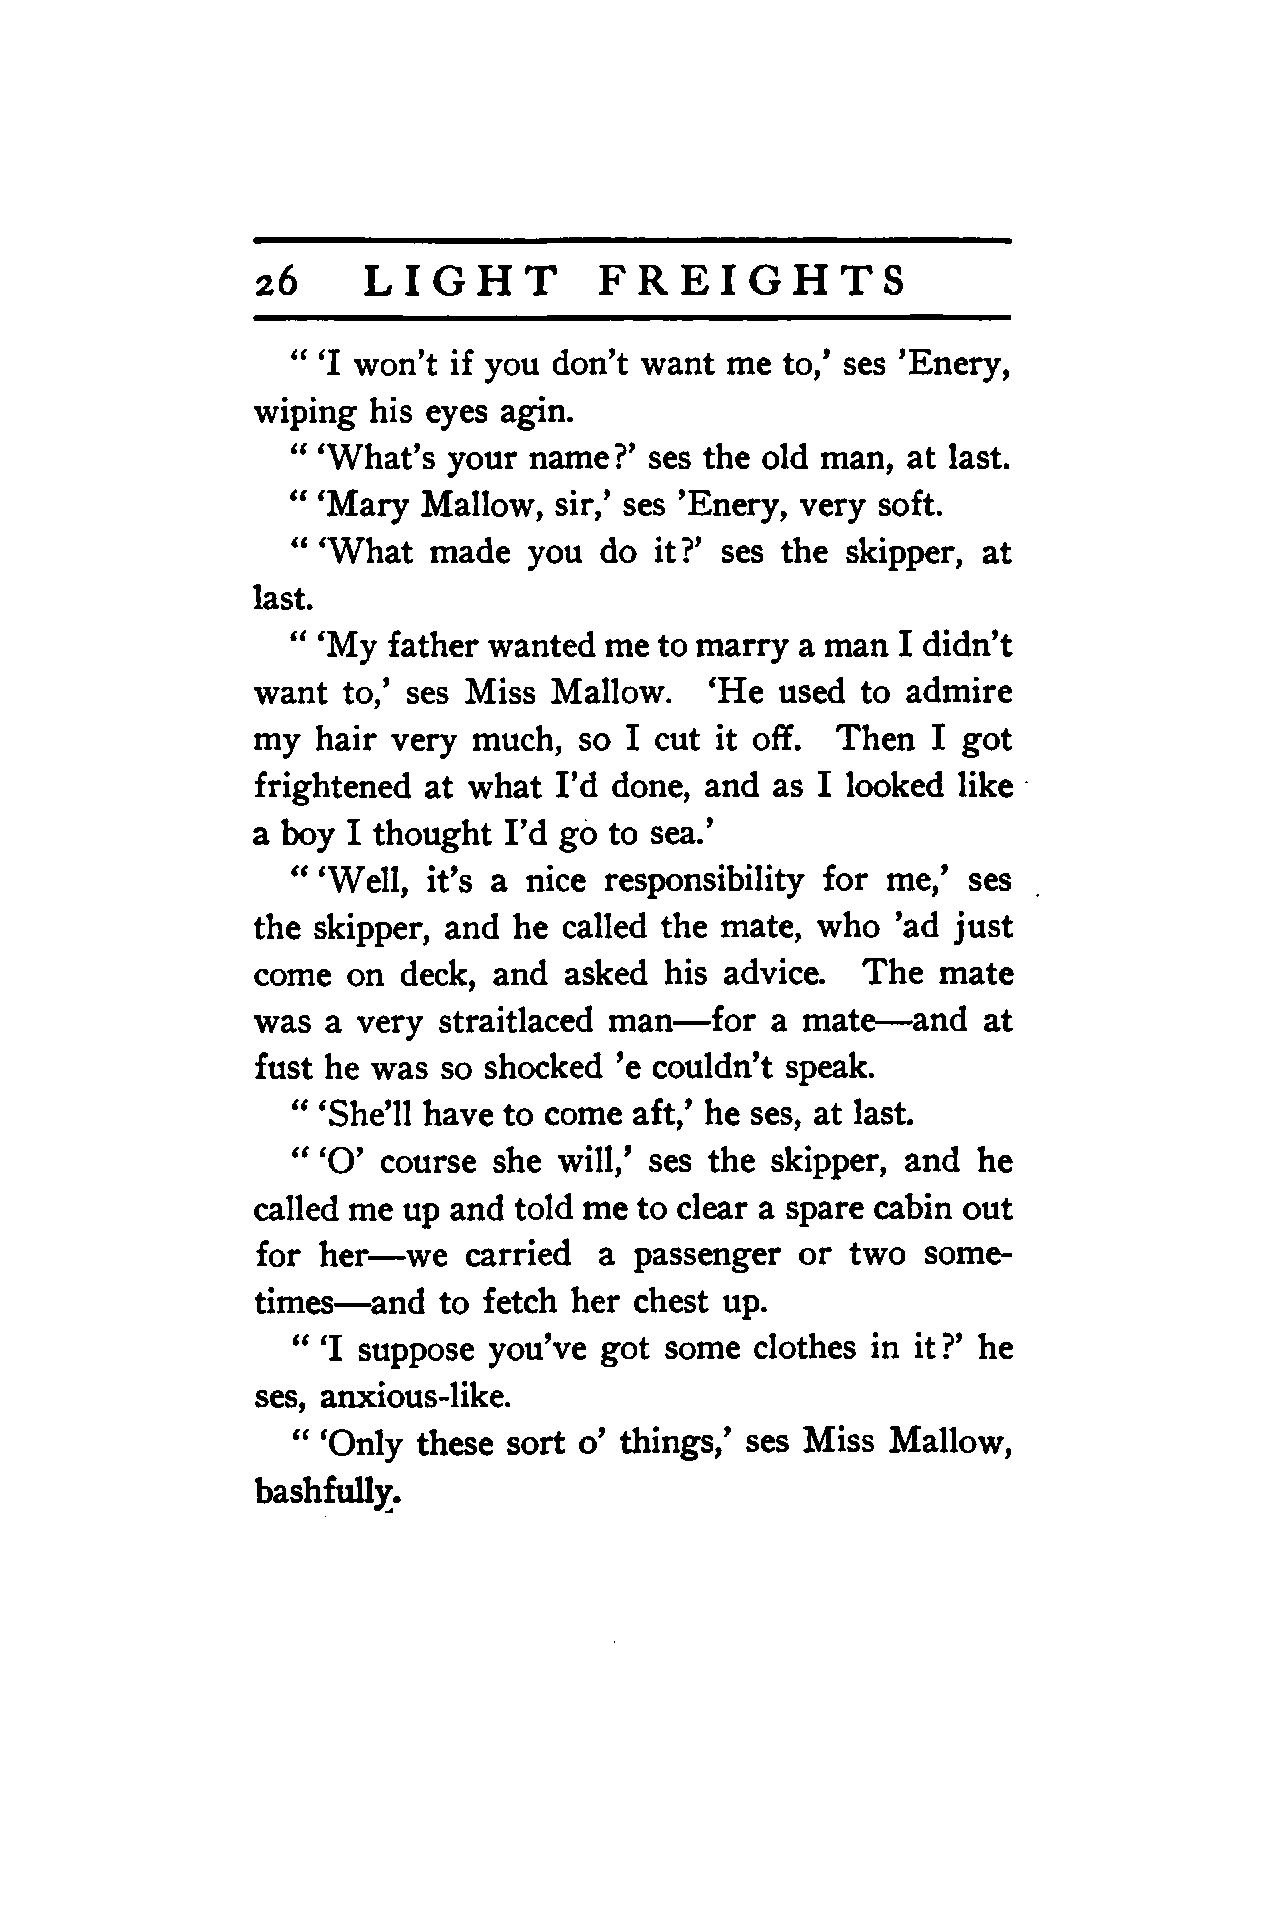 26 LIGHT FREIGHTS
“ ‘I won’t if you don’t want me to,’ ses ’Enery,
wiping his eyes agin.
“ ‘What’s your name?’ ses the old man, at last.
“ ‘Mary Mallow, sir,’ ses ’Enery, very soft.
“ ‘What made you do it?’ ses the skipper, at
last.
“ ‘My father wanted me to marry a man I didn’t
want to,’ ses Miss Mallow. ‘He used to admire
my hair very much, so I cut it off. Then I got
frightened at what I’d done, and as I looked like
a boy I thought I’d go to sea.’
“ ‘Well, it’s a nice responsibility for me,’ ses
the skipper, and he called the mate, who ’ad just
come on deck, and asked his advice. The mate
was a very straitlaced man—for a mate—and at
fust he was so shocked ’e couldn’t speak.
“ ‘She’ll have to come aft,’ he ses, at last.
“ ‘O’ course she will,’ ses the skipper, and he
called me up and told me to clear a spare cabin out
for her—we carried a passenger or two some-
times—and to fetch her chest up.
“ ‘I suppose you’ve got some clothes in it?’ he
ses, anxious-like.
“ ‘Only these sort o’ things,’ ses Miss Mallow,
bashfully.